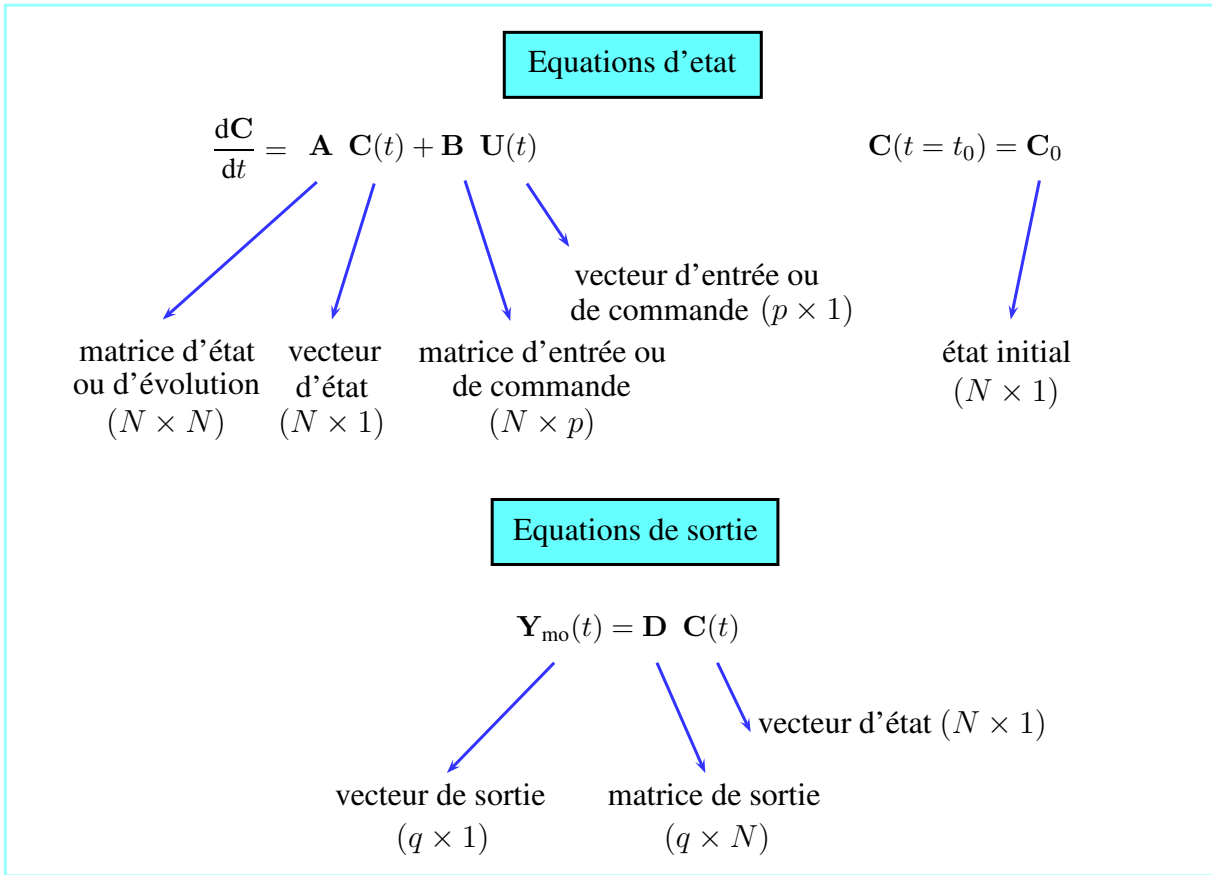 Equations d'etat
dC/dt = A C(t) + B U(t)
C(t = t₀) = C₀
vecteur d'entrée ou
de commande (p × 1)
matrice d'état
ou d'évolution
(N × N)
vecteur
d'état
(N × 1)
matrice d'entrée ou
de commande
(N × p)
état initial
(N × 1)
Equations de sortie
Yₘₒ(t) = D C(t)
vecteur d'état (N × 1)
vecteur de sortie
(q × 1)
matrice de sortie
(q × N)